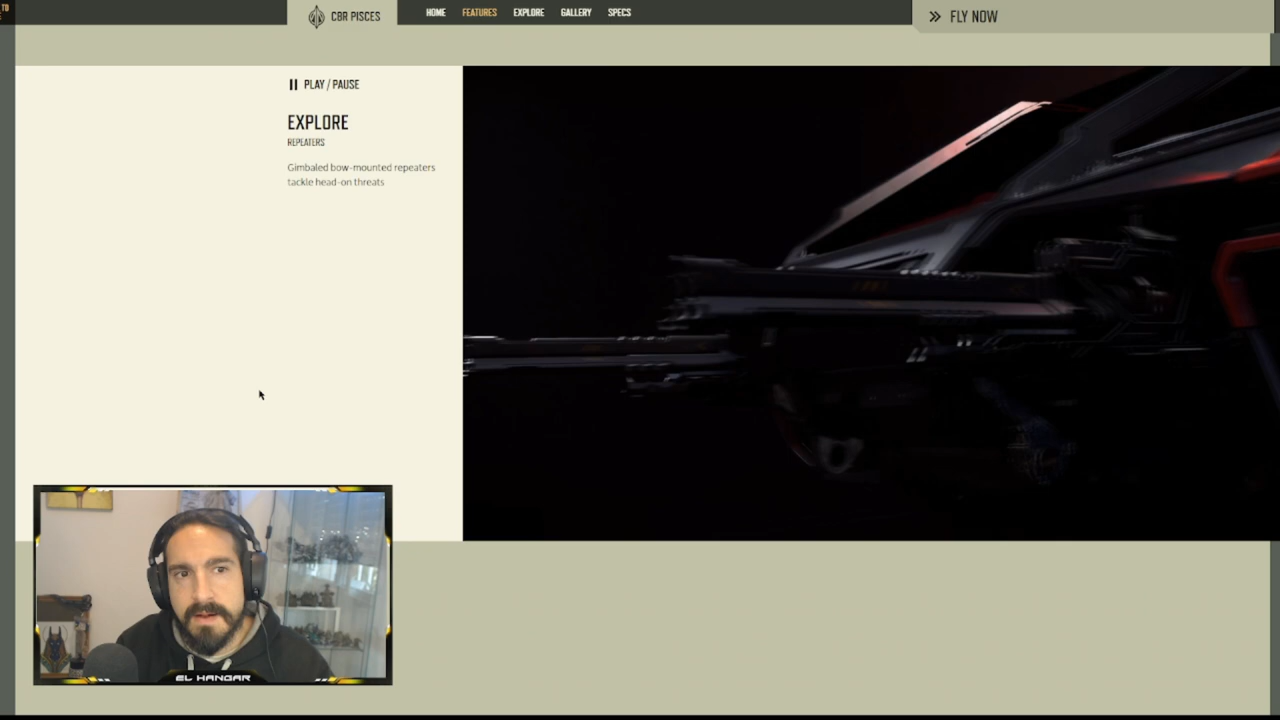 TO
CBR PISCES
HOME
FEATURES
EXPLORE
GALLERY
SPECS
FLY NOW
PLAY / PAUSE
EXPLORE
REPEATERS
Gimbaled bow-mounted repeaters
tackle head-on threats
EL HANGAR